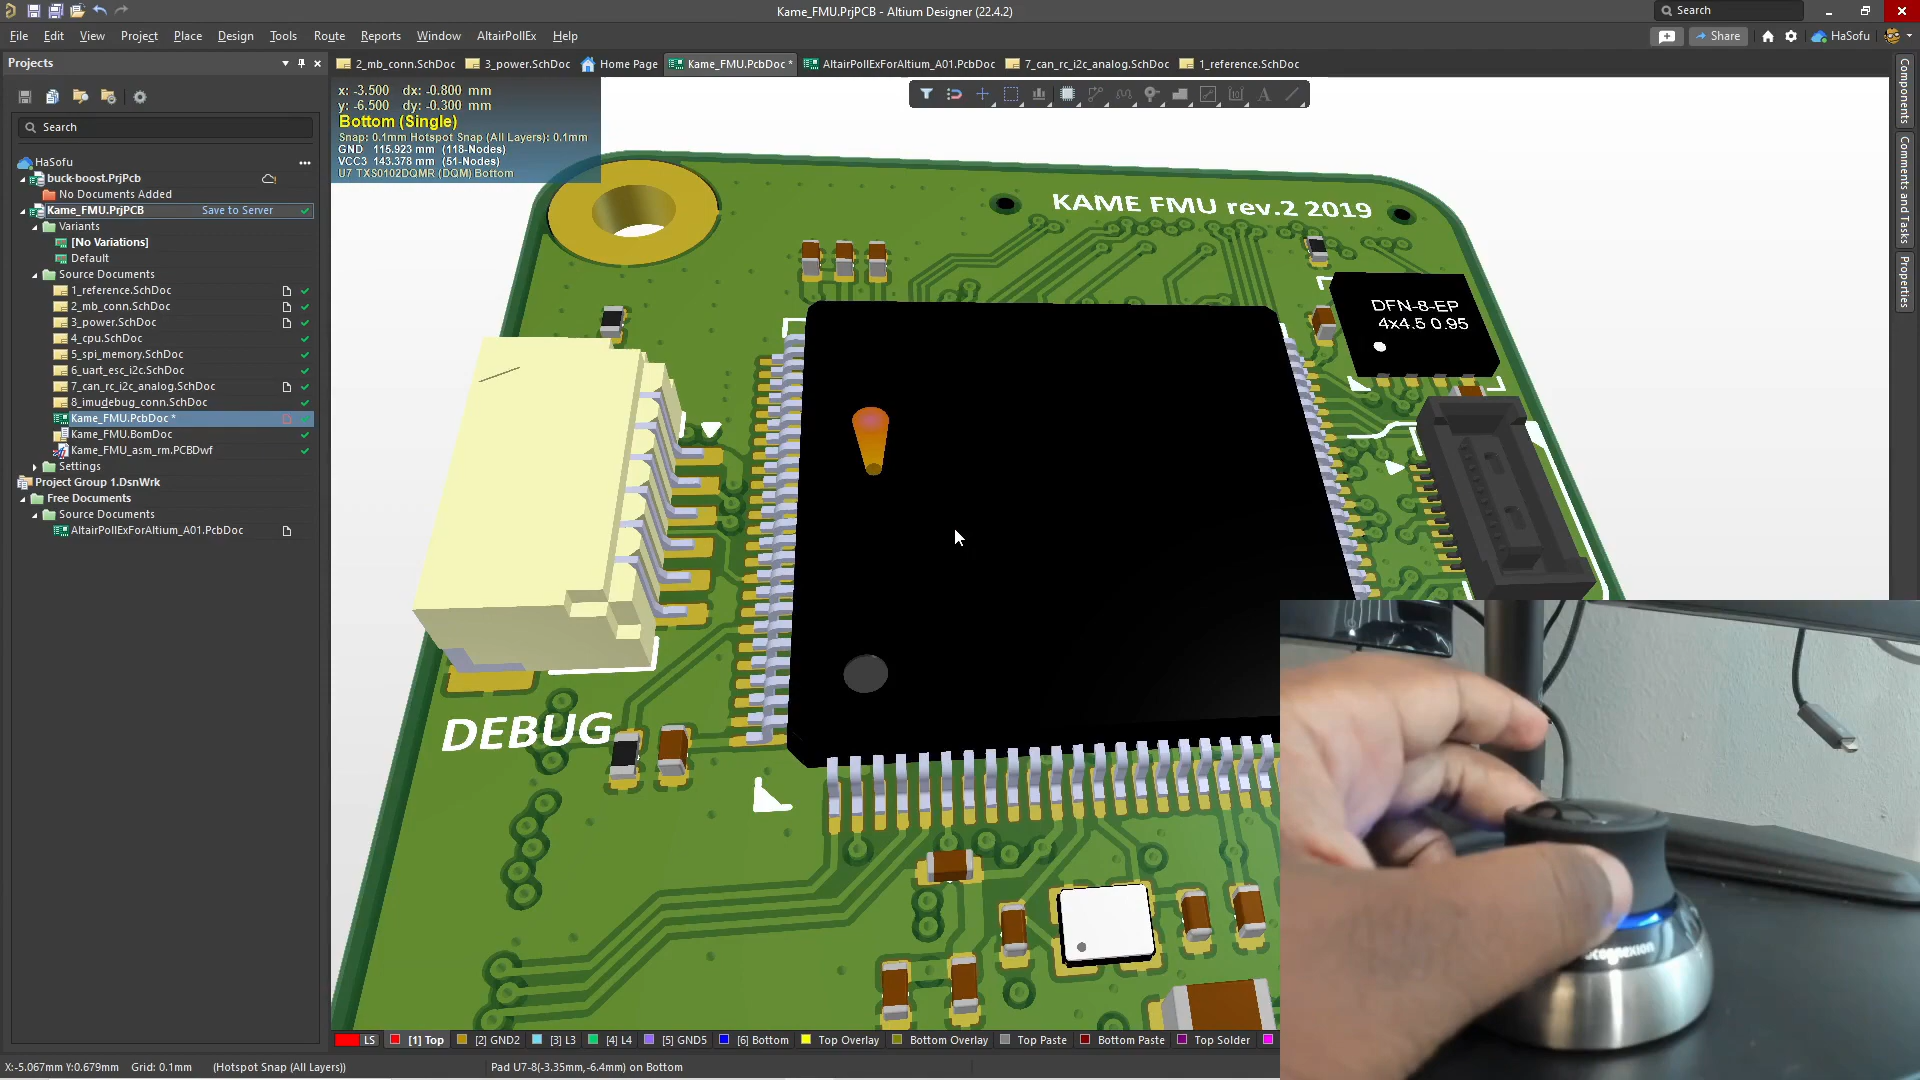 Kame_FMU.PrjPCB - Altium Designer (22.4.2)
Search
File Edit View Project Place Design Tools Route Reports Window AltairPollEx Help
Share
HaSofu
Projects
2_mb_conn.SchDoc
3_power.SchDoc
Home Page
Kame_FMU.PcbDoc *
AltairPollExForAltium_A01.PcbDoc
7_can_rc_i2c_analog.SchDoc
1_reference.SchDoc
Components
Comments and Tasks
Properties
Search
HaSofu
buck-boost.PrjPcb
No Documents Added
Kame_FMU.PrjPCB Save to Server
Variants
[No Variations]
Default
Source Documents
1_reference.SchDoc
2_mb_conn.SchDoc
3_power.SchDoc
4_cpu.SchDoc
5_spi_memory.SchDoc
6_uart_esc_i2c.SchDoc
7_can_rc_i2c_analog.SchDoc
8_imudebug_conn.SchDoc
Kame_FMU.PcbDoc *
Kame_FMU.BomDoc
Kame_FMU_asm_rm.PCBDwf
Settings
Project Group 1.DsnWrk
Free Documents
Source Documents
AltairPollExForAltium_A01.PcbDoc
x: -3.500 dx: -0.800 mm
y: -6.500 dy: -0.300 mm
Bottom (Single)
Snap: 0.1mm Hotspot Snap (All Layers): 0.1mm
GND 115.923 mm (118-Nodes)
VCC3 143.378 mm (51-Nodes)
U7 TXS0102DQMR (DQM) Bottom
KAME FMU rev.2 2019
DFN-8-EP
4x4.5 0.95
DEBUG
LS [1] Top [2] GND2 [3] L3 [4] L4 [5] GND5 [6] Bottom Top Overlay Bottom Overlay Top Paste Bottom Paste Top Solder
X:-5.067mm Y:0.679mm Grid: 0.1mm (Hotspot Snap (All Layers)) Pad U7-8(-3.35mm,-6.4mm) on Bottom